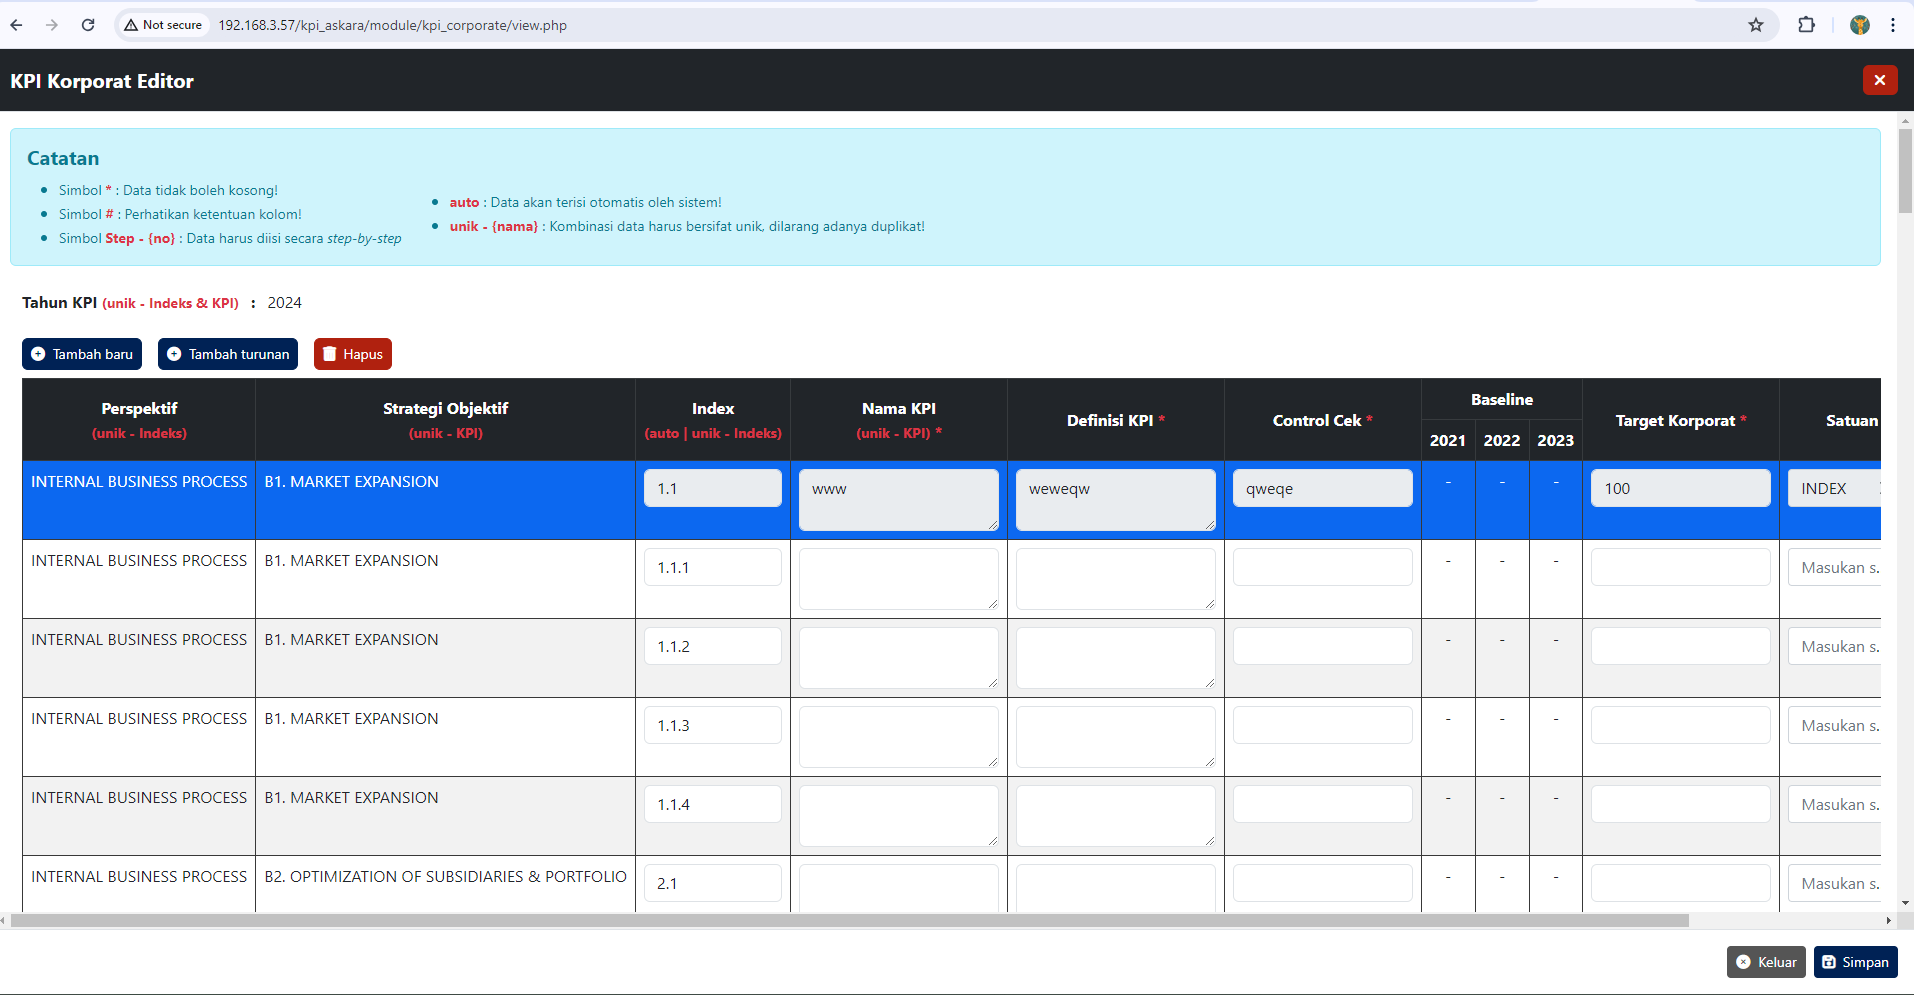 Not secure 192.168.3.57/kpi_askara/module/kpi_corporate/view.php
KPI Korporat Editor
Catatan
Simbol * : Data tidak boleh kosong!
Simbol # : Perhatikan ketentuan kolom!
Simbol Step - {no} : Data harus diisi secara step-by-step
auto : Data akan terisi otomatis oleh sistem!
unik - {nama} : Kombinasi data harus bersifat unik, dilarang adanya duplikat!
Tahun KPI (unik - Indeks & KPI) : 2024
Tambah baru Tambah turunan Hapus
Perspektif (unik - Indeks) Strategi Objektif (unik - KPI) Index (auto | unik - Indeks) Nama KPI (unik - KPI) * Definisi KPI * Control Cek * Baseline 2021 2022 2023 Target Korporat * Satuan
INTERNAL BUSINESS PROCESS B1. MARKET EXPANSION 1.1 www weweqw qweqe - - - 100 INDEX
INTERNAL BUSINESS PROCESS B1. MARKET EXPANSION 1.1.1 - - - Masukan s.
INTERNAL BUSINESS PROCESS B1. MARKET EXPANSION 1.1.2 - - - Masukan s.
INTERNAL BUSINESS PROCESS B1. MARKET EXPANSION 1.1.3 - - - Masukan s.
INTERNAL BUSINESS PROCESS B1. MARKET EXPANSION 1.1.4 - - - Masukan s.
INTERNAL BUSINESS PROCESS B2. OPTIMIZATION OF SUBSIDIARIES & PORTFOLIO 2.1 - - - Masukan s.
Keluar Simpan